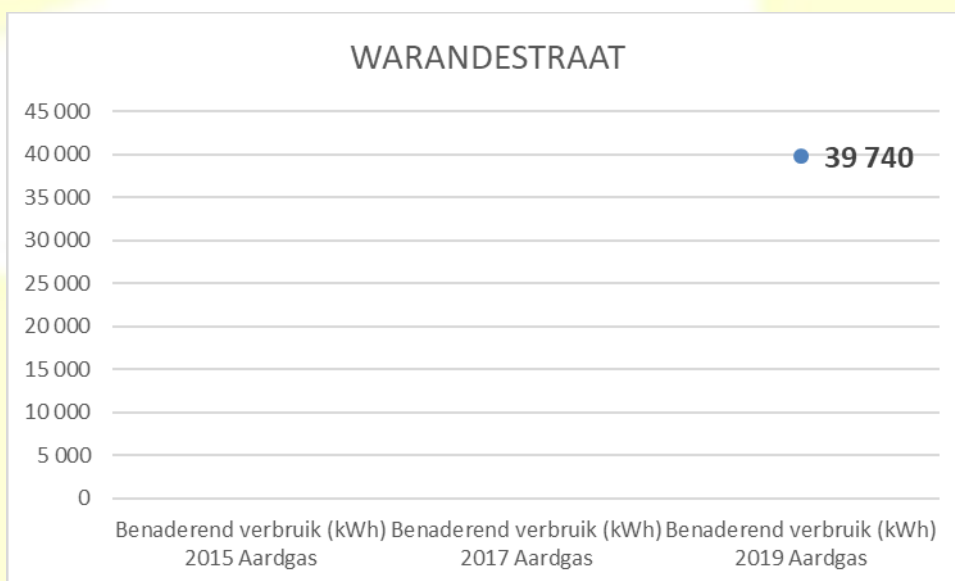 WARANDESTRAAT
45 000
40 000
39 740
35 000
30 000
25 000
20 000
15 000
10 000
5 000
0
Benaderend verbruik (kWh)
2015 Aardgas
Benaderend verbruik (kWh)
2017 Aardgas
Benaderend verbruik (kWh)
2019 Aardgas